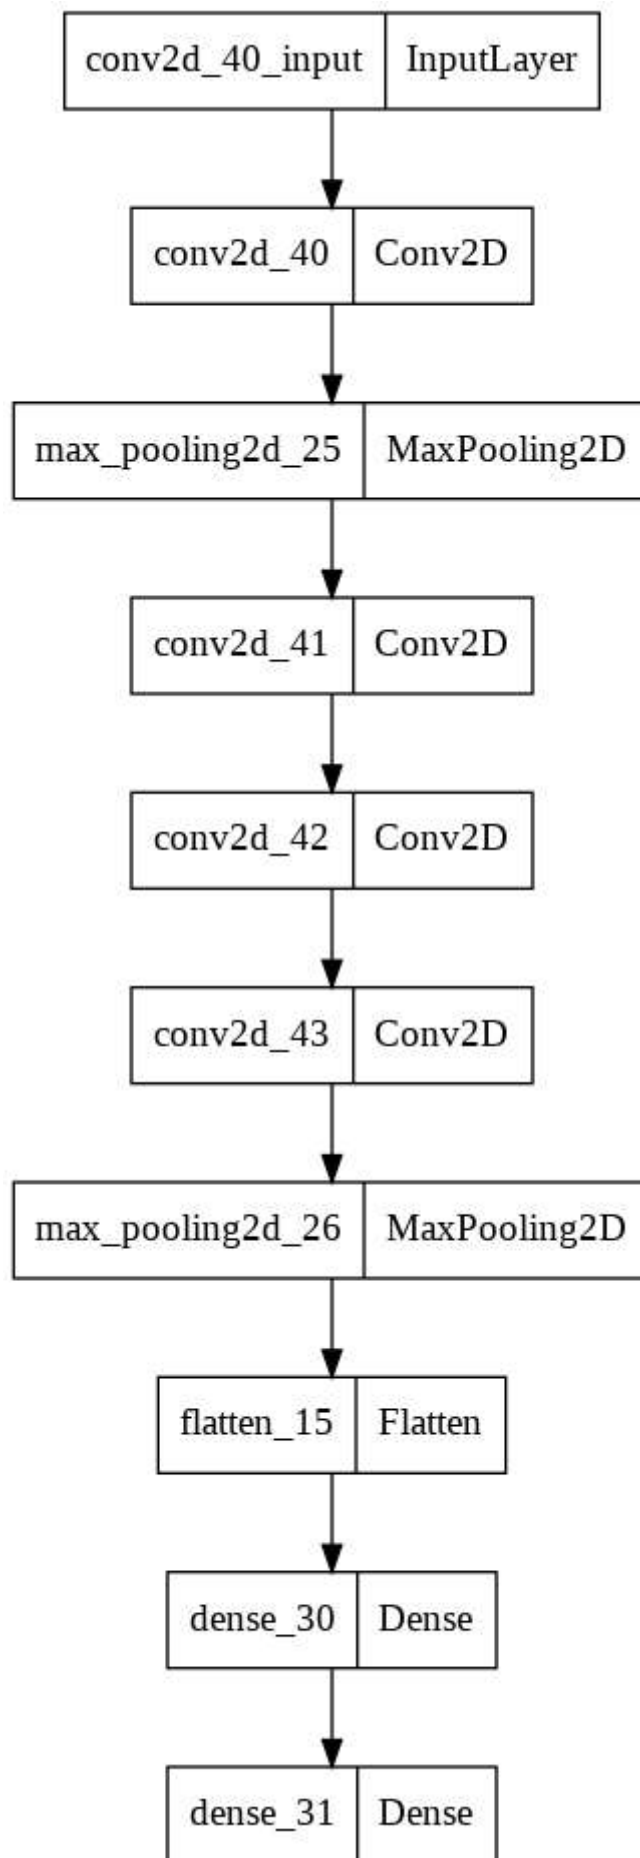 conv2d_40_input InputLayer
conv2d_40 Conv2D
max_pooling2d_25 MaxPooling2D
conv2d_41 Conv2D
conv2d_42 Conv2D
conv2d_43 Conv2D
max_pooling2d_26 MaxPooling2D
flatten_15 Flatten
dense_30 Dense
dense_31 Dense